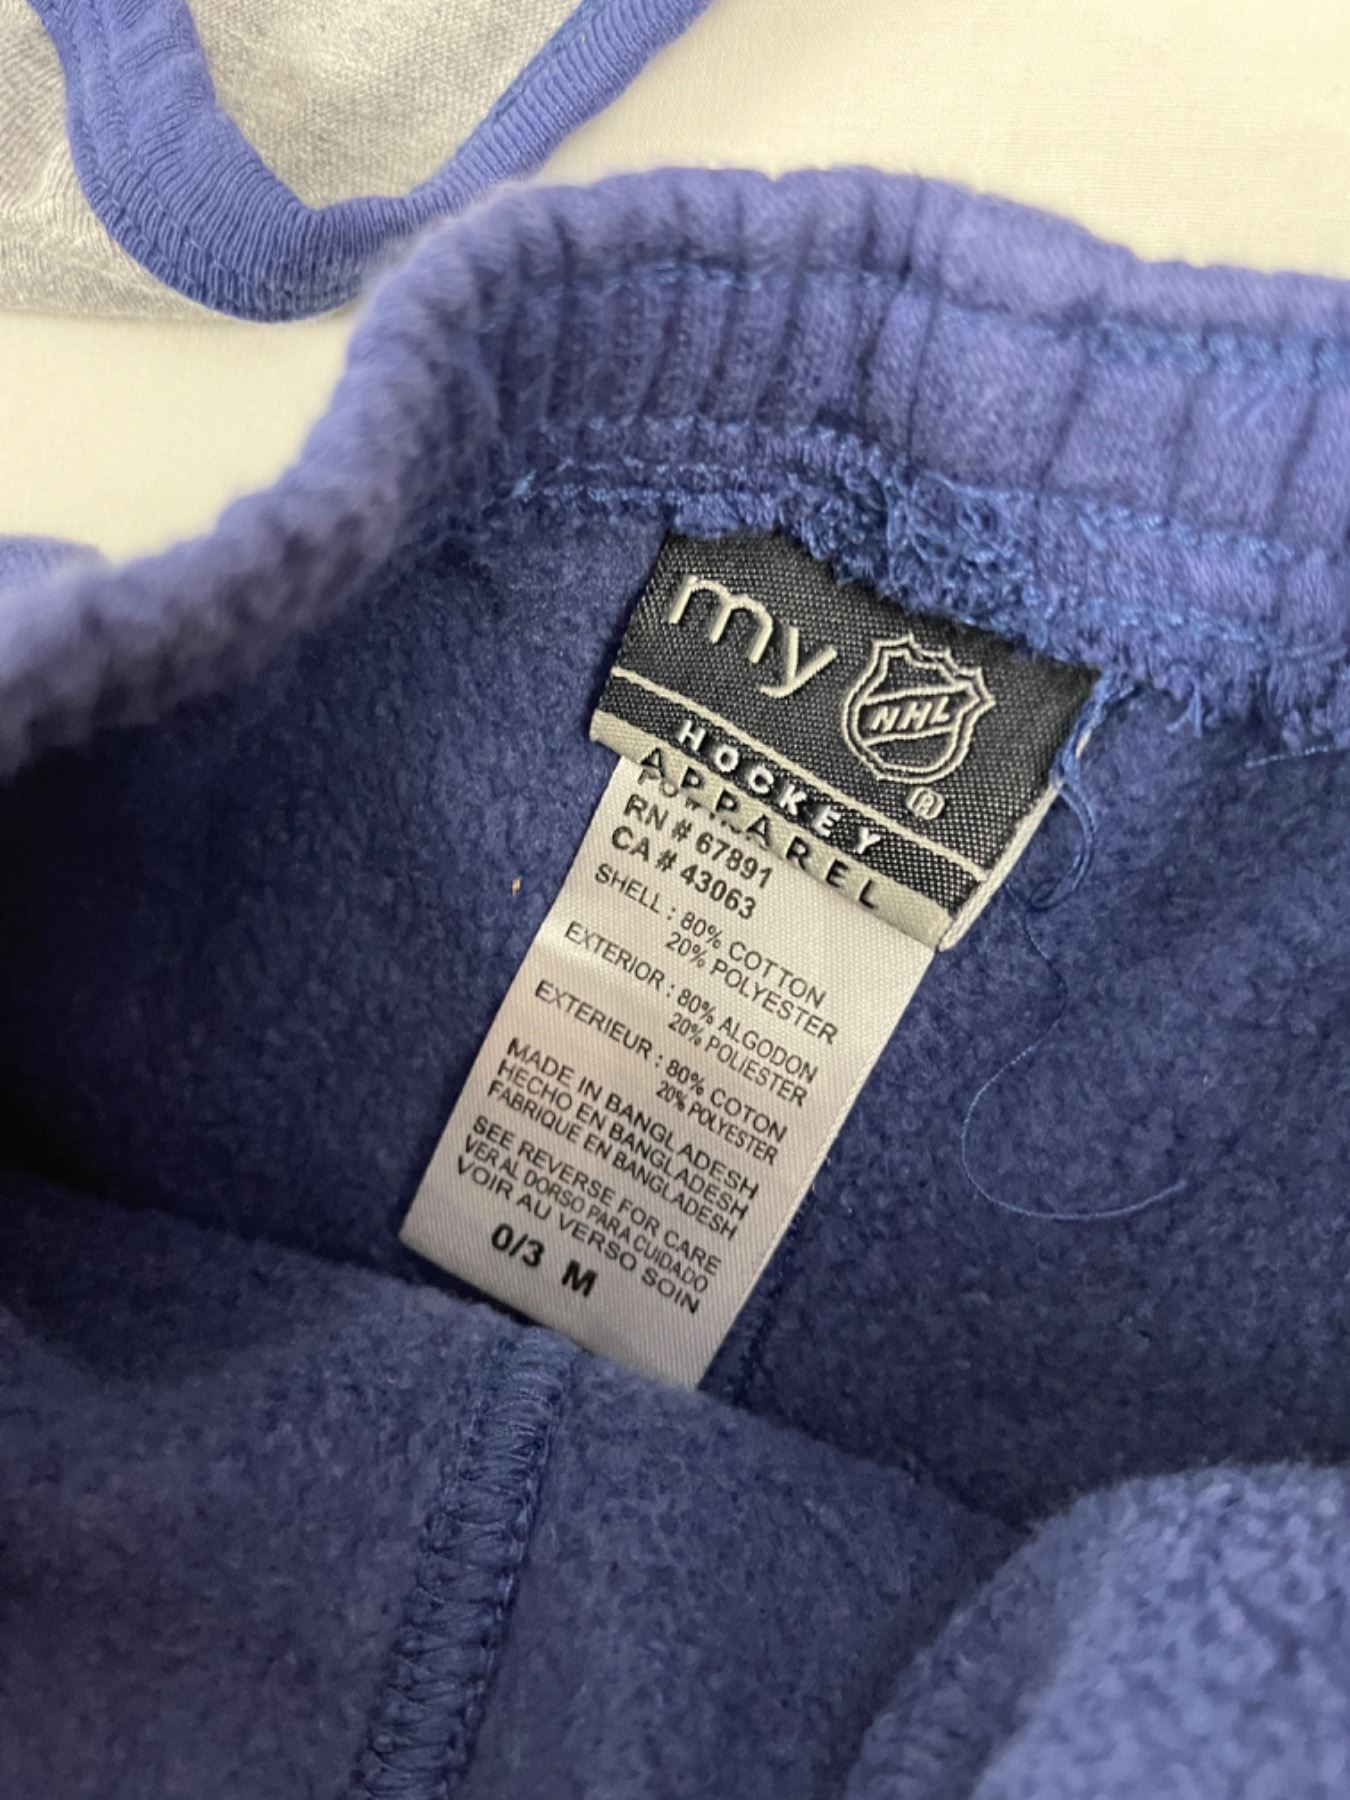 my NHL ®
HOCKEY
APPAREL
RN # 67891
CA # 43063
SHELL : 80% COTTON
20% POLYESTER
EXTERIOR : 80% ALGODON
20% POLIESTER
EXTERIEUR : 80% COTON
20% POLYESTER
MADE IN BANGLADESH
HECHO EN BANGLADESH
FABRIQUE EN BANGLADESH
SEE REVERSE FOR CARE
VER AL DORSO PARA CUIDADO
VOIR AU VERSO SOIN
0/3 M